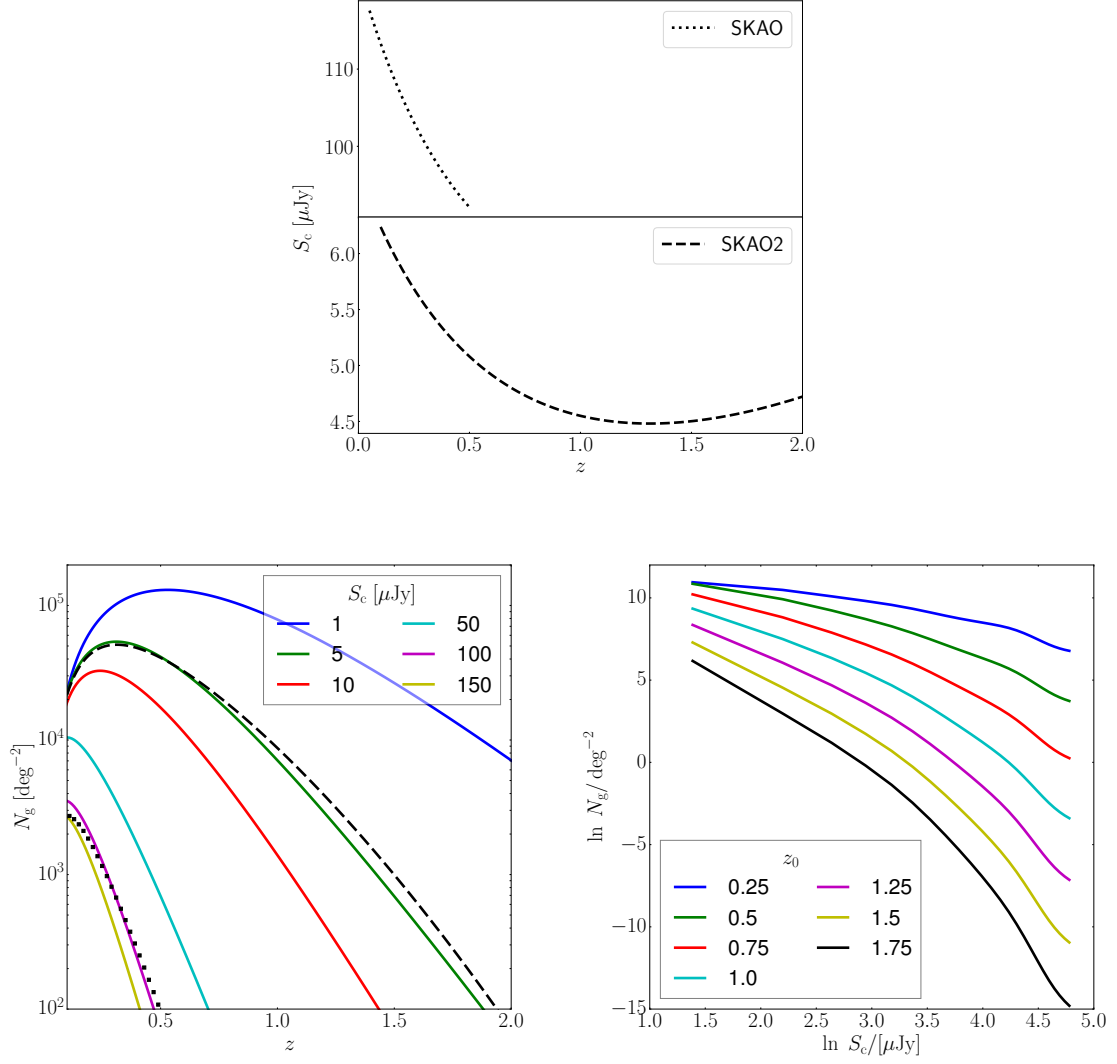 110
100
SKAO
S_c [μJy]
6.0
5.5
5.0
4.5
SKAO2
0.0 0.5 1.0 1.5 2.0
z
10^5
10^4
10^3
10^2
N_g [deg^−2]
S_c [μJy]
1 50
5 100
10 150
0.5 1.0 1.5 2.0
z
10
5
0
−5
−10
−15
ln N_g/ deg^−2
z_0
0.25 1.25
0.5 1.5
0.75 1.75
1.0
1.0 1.5 2.0 2.5 3.0 3.5 4.0 4.5 5.0
ln S_c/[μJy]